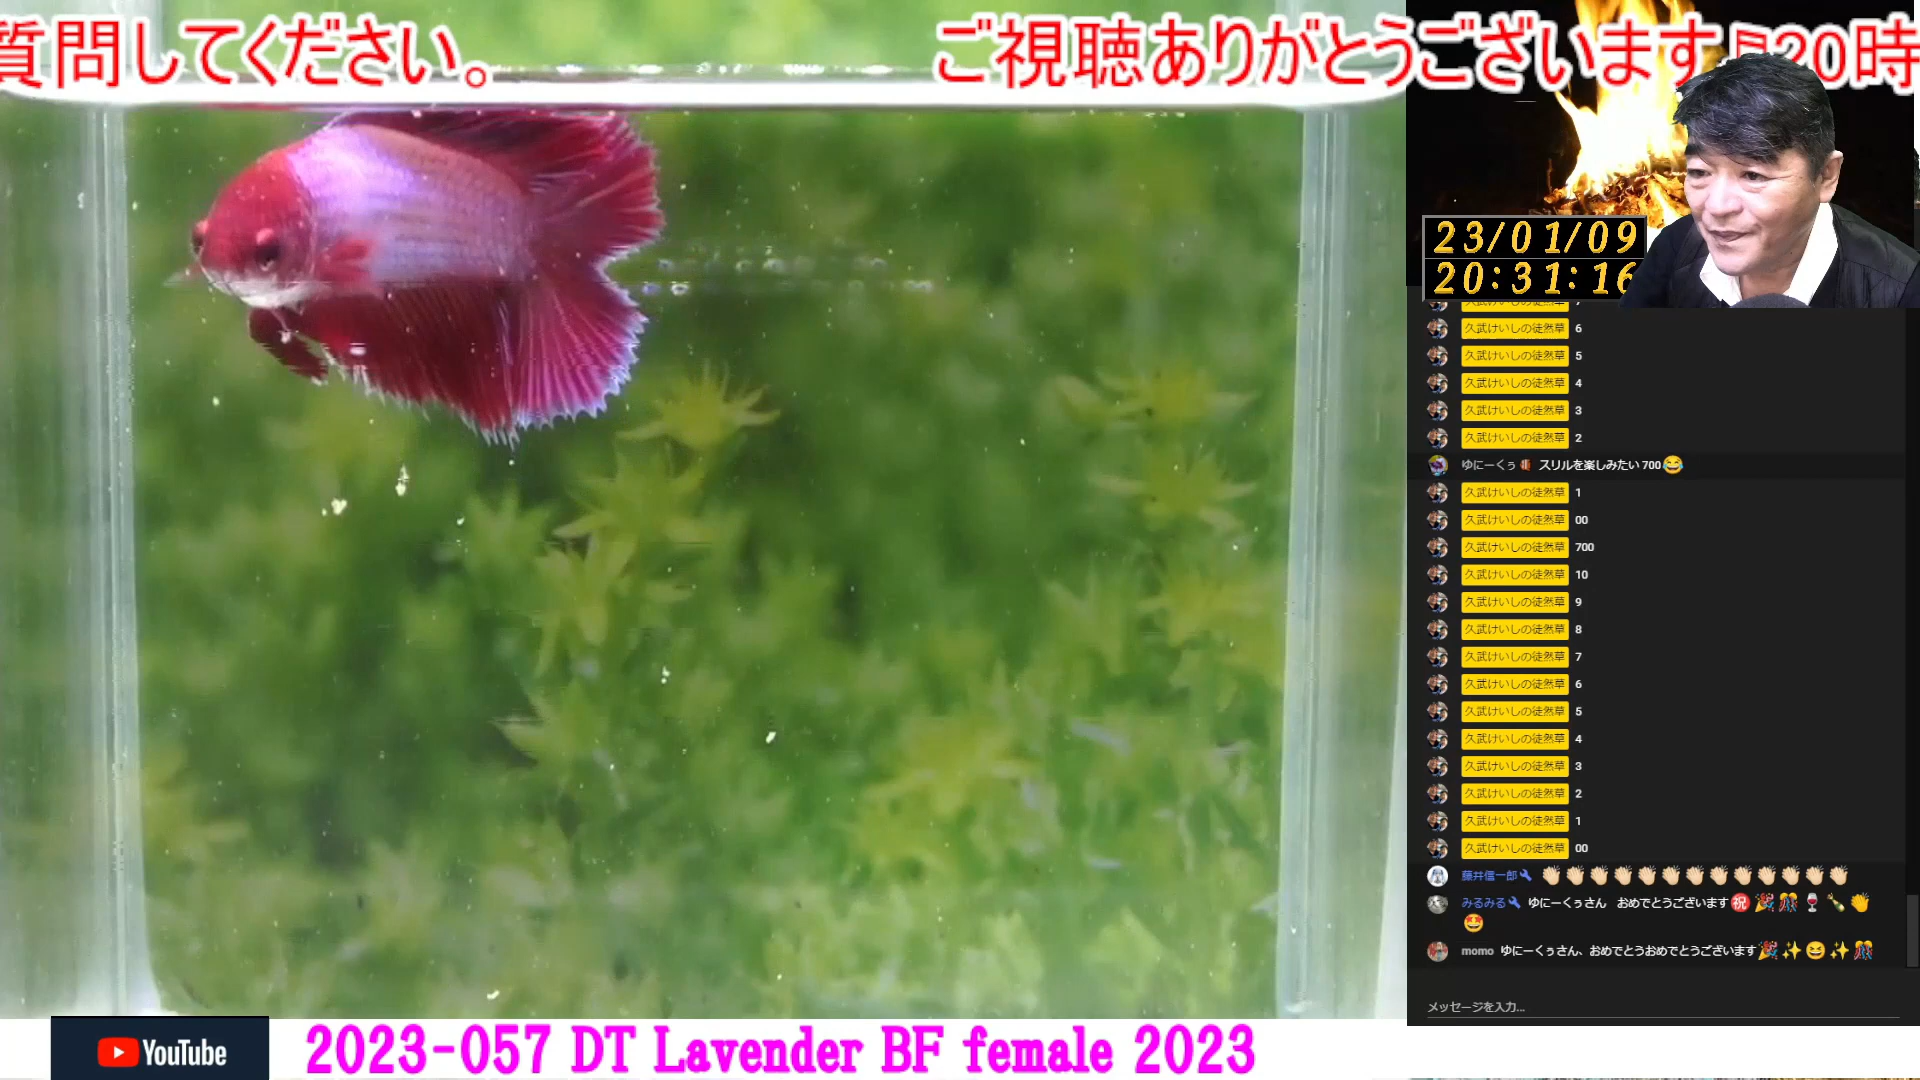 質問してください。 ご視聴ありがとうございます 20時
23/01/09
20:31:16
久武けいしの徒然草 6
久武けいしの徒然草 5
久武けいしの徒然草 4
久武けいしの徒然草 3
久武けいしの徒然草 2
ゆにーくぅ スリルを楽しみたい 700
久武けいしの徒然草 1
久武けいしの徒然草 00
久武けいしの徒然草 700
久武けいしの徒然草 10
久武けいしの徒然草 9
久武けいしの徒然草 8
久武けいしの徒然草 7
久武けいしの徒然草 6
久武けいしの徒然草 5
久武けいしの徒然草 4
久武けいしの徒然草 3
久武けいしの徒然草 2
久武けいしの徒然草 1
久武けいしの徒然草 00
藤井信一郎 👏🏻👏🏻👏🏻👏🏻👏🏻👏🏻👏🏻👏🏻👏🏻👏🏻👏🏻👏🏻👏🏻
みるみる ゆにーくぅさん おめでとうございます㊗🎉🎊🍷🍾👏
🤩
momo ゆにーくぅさん、おめでとうおめでとうございます🎉✨😆✨🎊
メッセージを入力...
YouTube
2023-057 DT Lavender BF female 2023